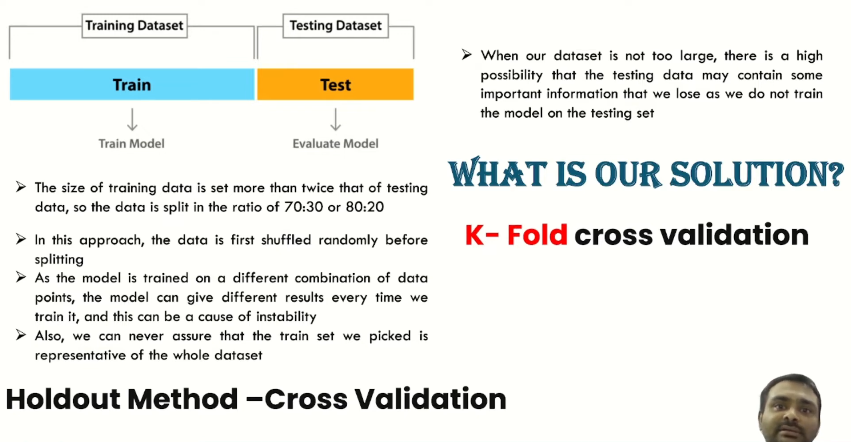 Training Dataset
Testing Dataset
Train
Test
Train Model
Evaluate Model
➢ The size of training data is set more than twice that of testing
data, so the data is split in the ratio of 70:30 or 80:20
➢ In this approach, the data is first shuffled randomly before
splitting
➢ As the model is trained on a different combination of data
points, the model can give different results every time we
train it, and this can be a cause of instability
➢ Also, we can never assure that the train set we picked is
representative of the whole dataset
Holdout Method –Cross Validation
➢ When our dataset is not too large, there is a high
possibility that the testing data may contain some
important information that we lose as we do not train
the model on the testing set
WHAT IS OUR SOLUTION?
K- Fold cross validation